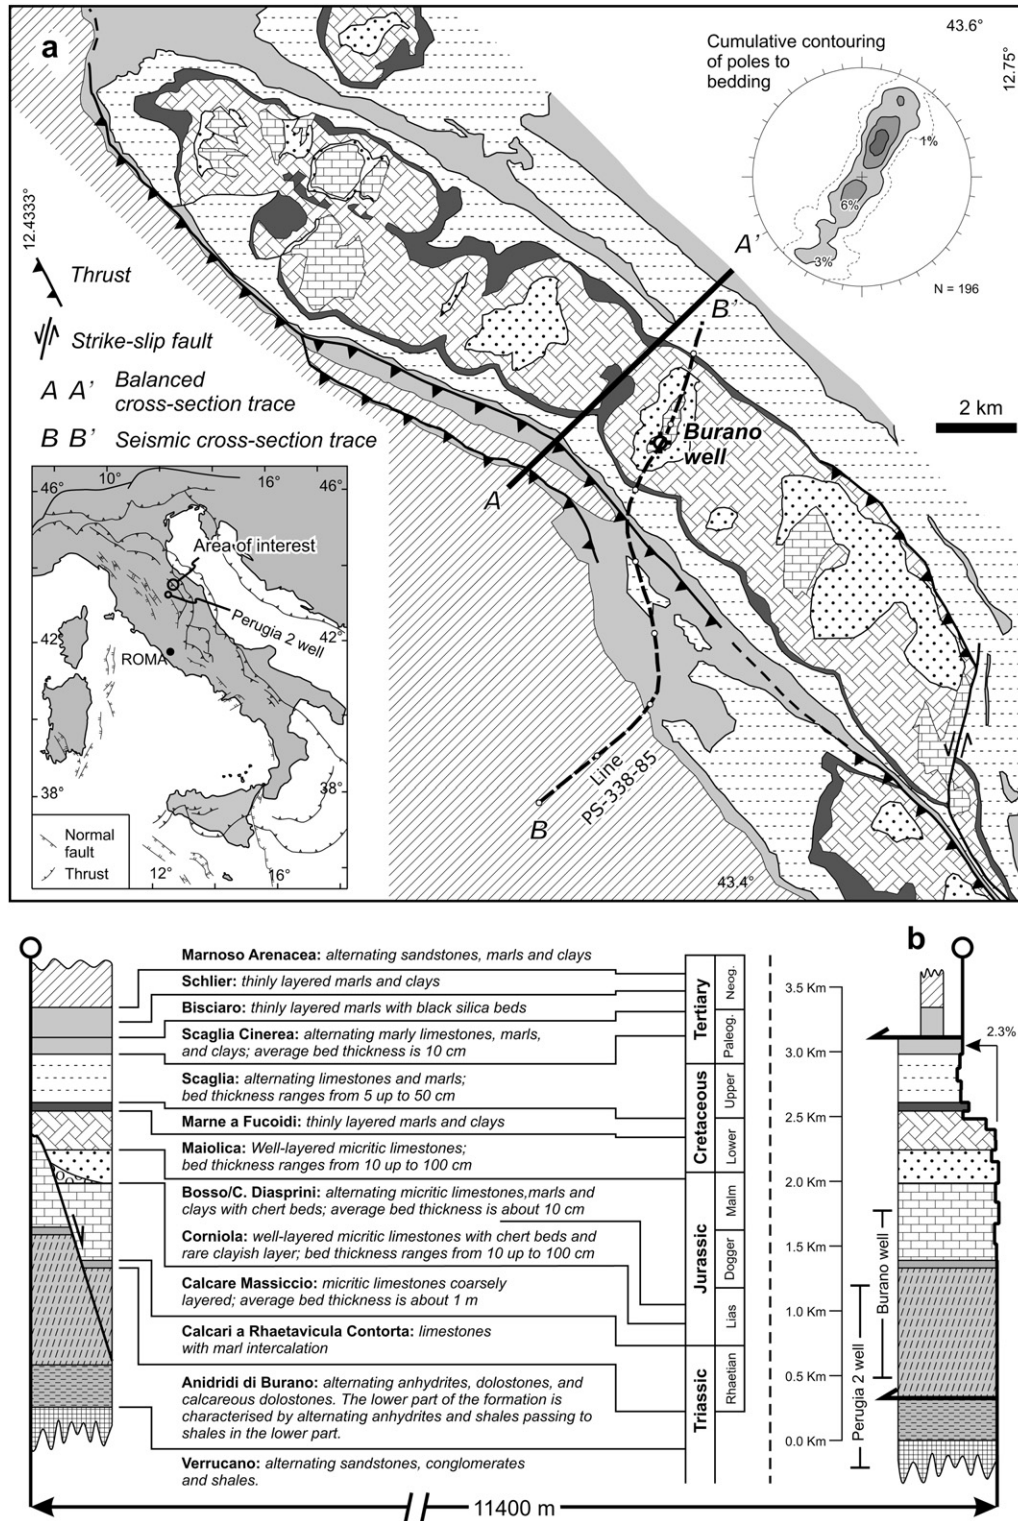 a
43.6°
12.75°
Cumulative contouring
of poles to
bedding
1%
6%
3%
N = 196
12.4333°
Thrust
Strike-slip fault
A A' Balanced
cross-section trace
B B' Seismic cross-section trace
A'
B'
2 km
Burano
well
A
Line
PS-338-85
B
43.4°
10°
16°
46°
46°
Area of interest
Perugia 2 well
42°
42°
ROMA
38°
38°
Normal
fault
Thrust
12°
16°
b
Marnoso Arenacea: alternating sandstones, marls and clays
Schlier: thinly layered marls and clays
Bisciaro: thinly layered marls with black silica beds
Scaglia Cinerea: alternating marly limestones, marls,
and clays; average bed thickness is 10 cm
Scaglia: alternating limestones and marls;
bed thickness ranges from 5 up to 50 cm
Marne a Fucoidi: thinly layered marls and clays
Maiolica: Well-layered micritic limestones;
bed thickness ranges from 10 up to 100 cm
Bosso/C. Diasprini: alternating micritic limestones,marls and
clays with chert beds; average bed thickness is about 10 cm
Corniola: well-layered micritic limestones with chert beds and
rare clayish layer; bed thickness ranges from 10 up to 100 cm
Calcare Massiccio: micritic limestones coarsely
layered; average bed thickness is about 1 m
Calcari a Rhaetavicula Contorta: limestones
with marl intercalation
Anidridi di Burano: alternating anhydrites, dolostones, and
calcareous dolostones. The lower part of the formation is
characterised by alternating anhydrites and shales passing to
shales in the lower part.
Verrucano: alternating sandstones, conglomerates
and shales.
Tertiary
Neog.
Paleog.
Cretaceous
Upper
Lower
Jurassic
Malm
Dogger
Lias
Triassic
Rhaetian
3.5 Km
3.0 Km
2.5 Km
2.0 Km
1.5 Km
1.0 Km
0.5 Km
0.0 Km
Perugia 2 well
Burano well
2.3%
11400 m